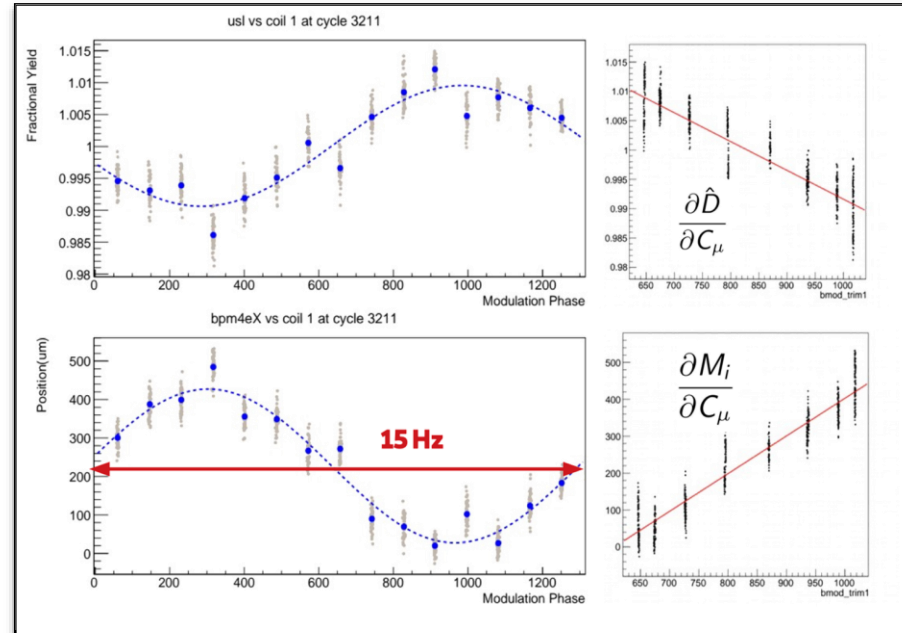 usl vs coil 1 at cycle 3211
Fractional Yield
1.015
1.01
1.005
1
0.995
0.99
0.985
0.98
0 200 400 600 800 1000 1200
Modulation Phase
1.015
1.01
1.005
1
0.995
0.99
0.985
0.98
∂D̂
∂Cμ
650 700 750 800 850 900 950 1000
bmod_trim1
bpm4eX vs coil 1 at cycle 3211
Position(um)
500
400
300
200
100
0
15 Hz
0 200 400 600 800 1000 1200
Modulation Phase
500
400
300
200
100
0
∂Mi
∂Cμ
650 700 750 800 850 900 950 1000
bmod_trim1